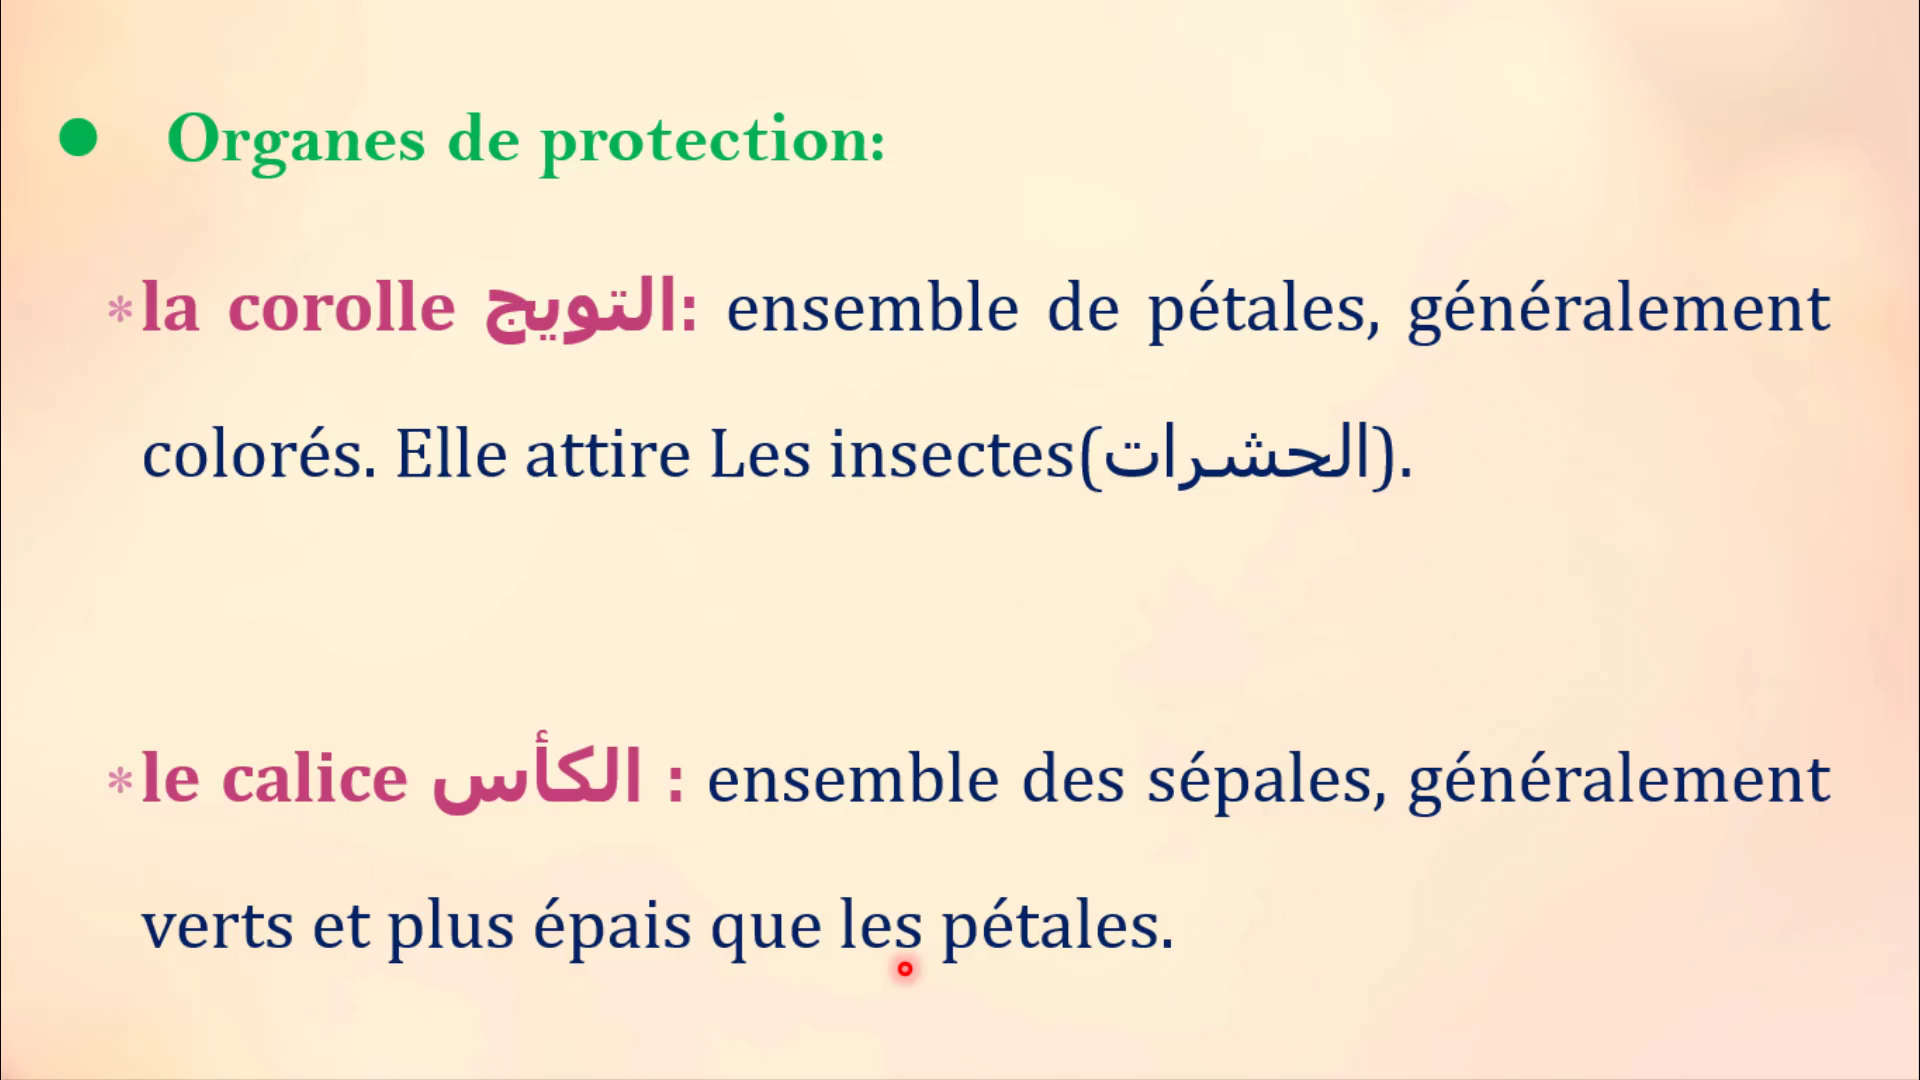 ● Organes de protection:
*la corolle التويج: ensemble de pétales, généralement
colorés. Elle attire Les insectes(الحشرات).
*le calice الكأس : ensemble des sépales, généralement
verts et plus épais que les pétales.